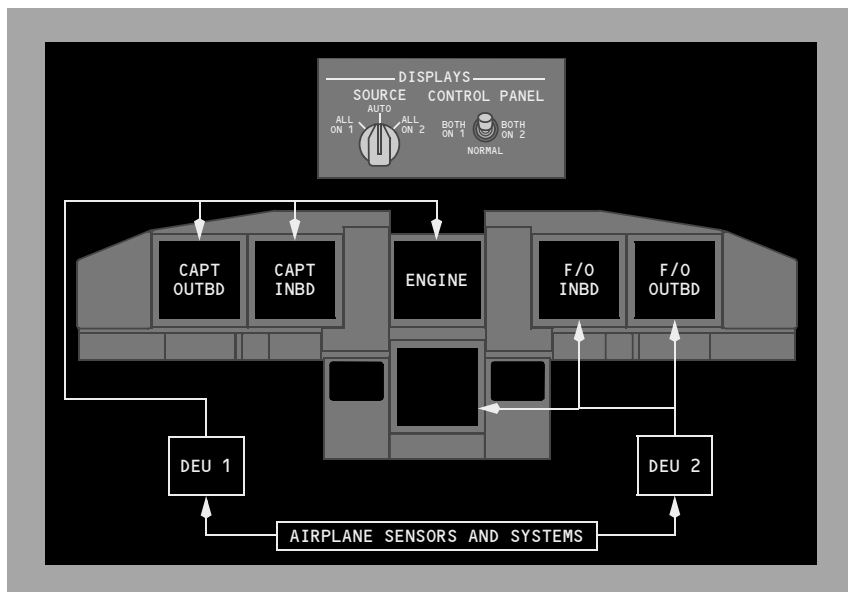 DISPLAYS
SOURCE CONTROL PANEL
AUTO
ALL
ON 1
ALL
ON 2
BOTH
ON 1
BOTH
ON 2
NORMAL
CAPT
OUTBD
CAPT
INBD
ENGINE
F/O
INBD
F/O
OUTBD
DEU 1
DEU 2
AIRPLANE SENSORS AND SYSTEMS